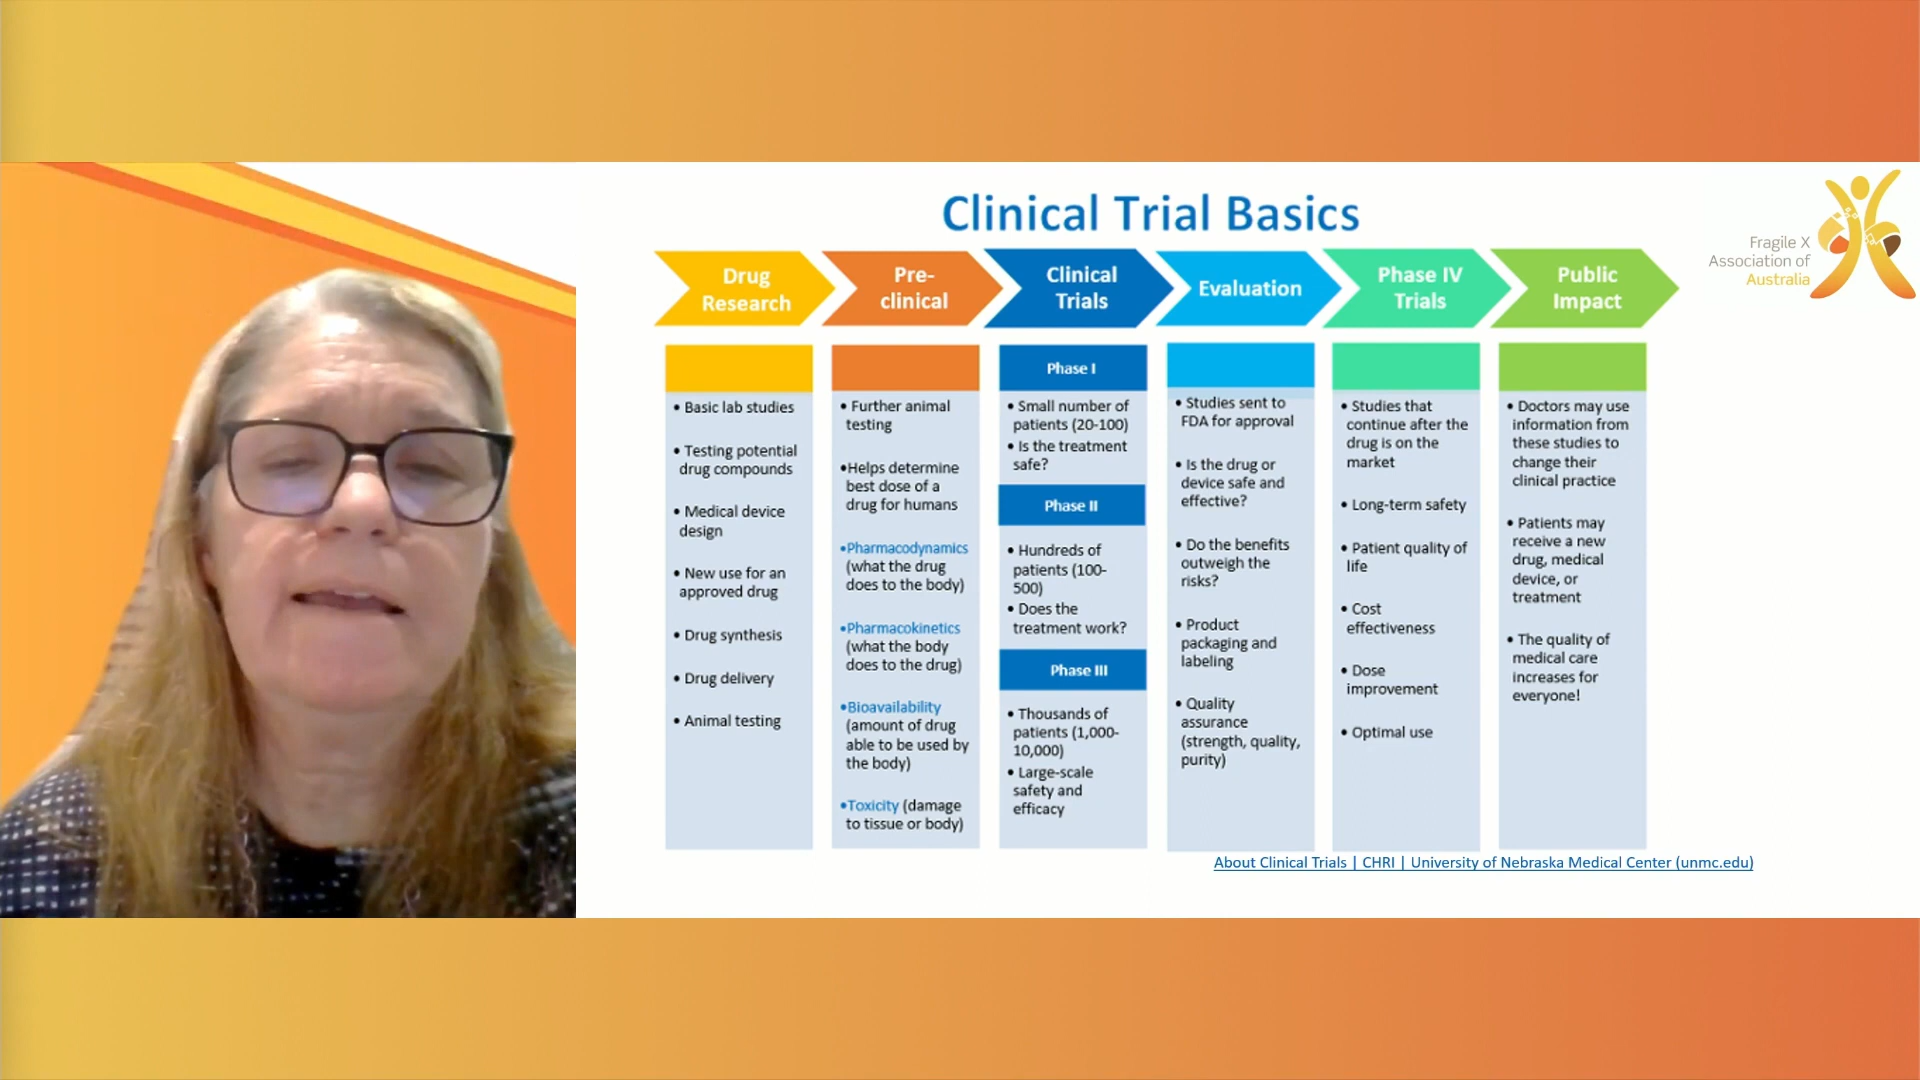 Clinical Trial Basics
Fragile X
Association of
Australia
Drug
Research
Pre-
clinical
Clinical
Trials
Evaluation
Phase IV
Trials
Public
Impact
• Basic lab studies
• Testing potential
drug compounds
• Medical device
design
• New use for an
approved drug
• Drug synthesis
• Drug delivery
• Animal testing
• Further animal
testing
•Helps determine
best dose of a
drug for humans
•Pharmacodynamics
(what the drug
does to the body)
•Pharmacokinetics
(what the body
does to the drug)
•Bioavailability
(amount of drug
able to be used by
the body)
•Toxicity (damage
to tissue or body)
Phase I
• Small number of
patients (20-100)
• Is the treatment
safe?
Phase II
• Hundreds of
patients (100-
500)
• Does the
treatment work?
Phase III
• Thousands of
patients (1,000-
10,000)
• Large-scale
safety and
efficacy
• Studies sent to
FDA for approval
• Is the drug or
device safe and
effective?
• Do the benefits
outweigh the
risks?
• Product
packaging and
labeling
• Quality
assurance
(strength, quality,
purity)
• Studies that
continue after the
drug is on the
market
• Long-term safety
• Patient quality of
life
• Cost
effectiveness
• Dose
improvement
• Optimal use
• Doctors may use
information from
these studies to
change their
clinical practice
• Patients may
receive a new
drug, medical
device, or
treatment
• The quality of
medical care
increases for
everyone!
About Clinical Trials | CHRI | University of Nebraska Medical Center (unmc.edu)